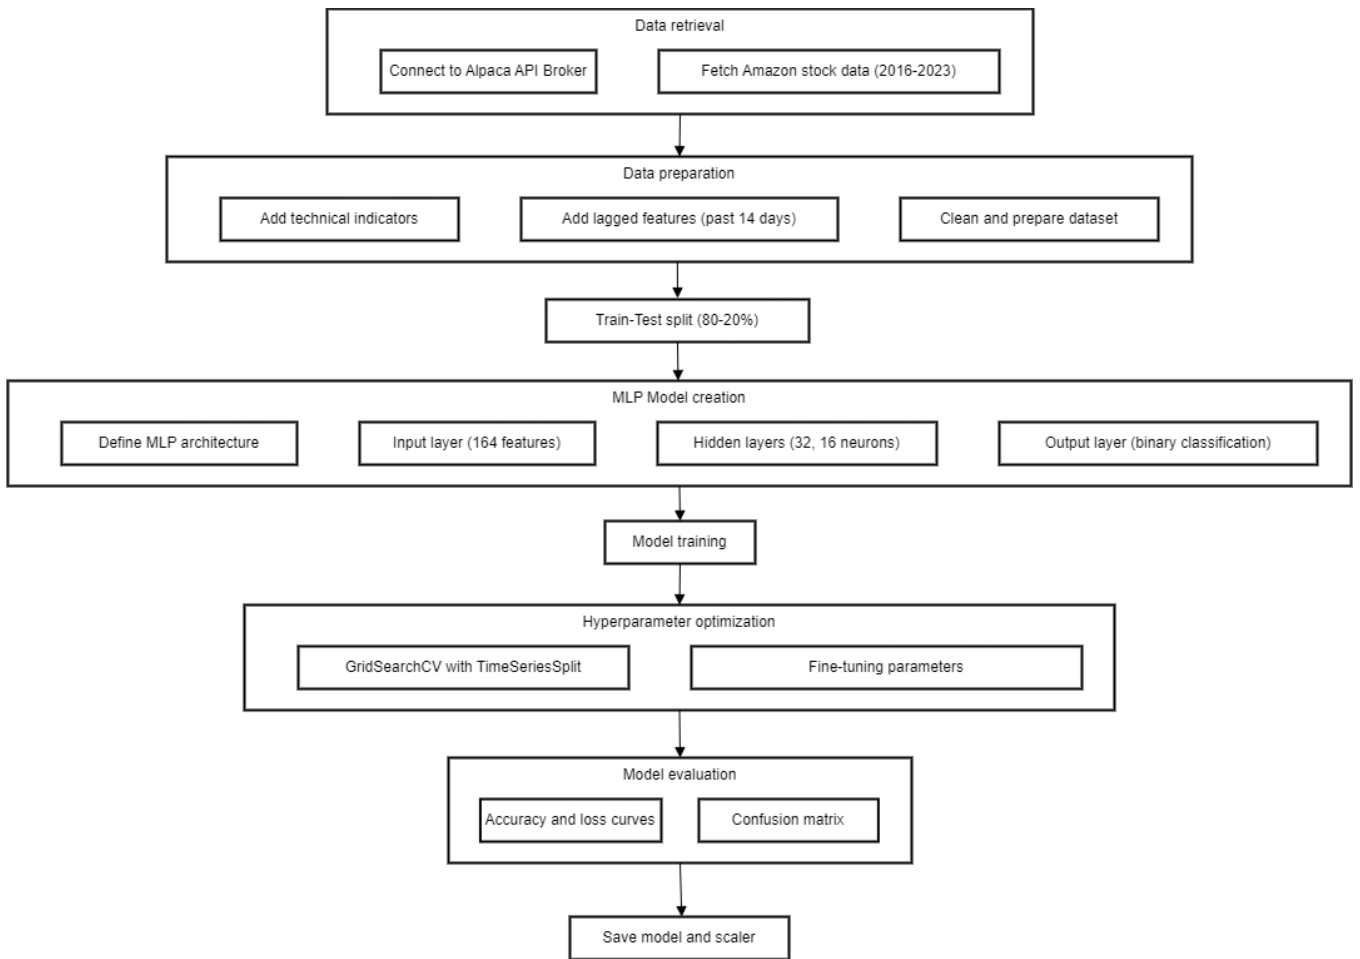 Data retrieval
Connect to Alpaca API Broker
Fetch Amazon stock data (2016-2023)
Data preparation
Add technical indicators
Add lagged features (past 14 days)
Clean and prepare dataset
Train-Test split (80-20%)
MLP Model creation
Define MLP architecture
Input layer (164 features)
Hidden layers (32, 16 neurons)
Output layer (binary classification)
Model training
Hyperparameter optimization
GridSearchCV with TimeSeriesSplit
Fine-tuning parameters
Model evaluation
Accuracy and loss curves
Confusion matrix
Save model and scaler